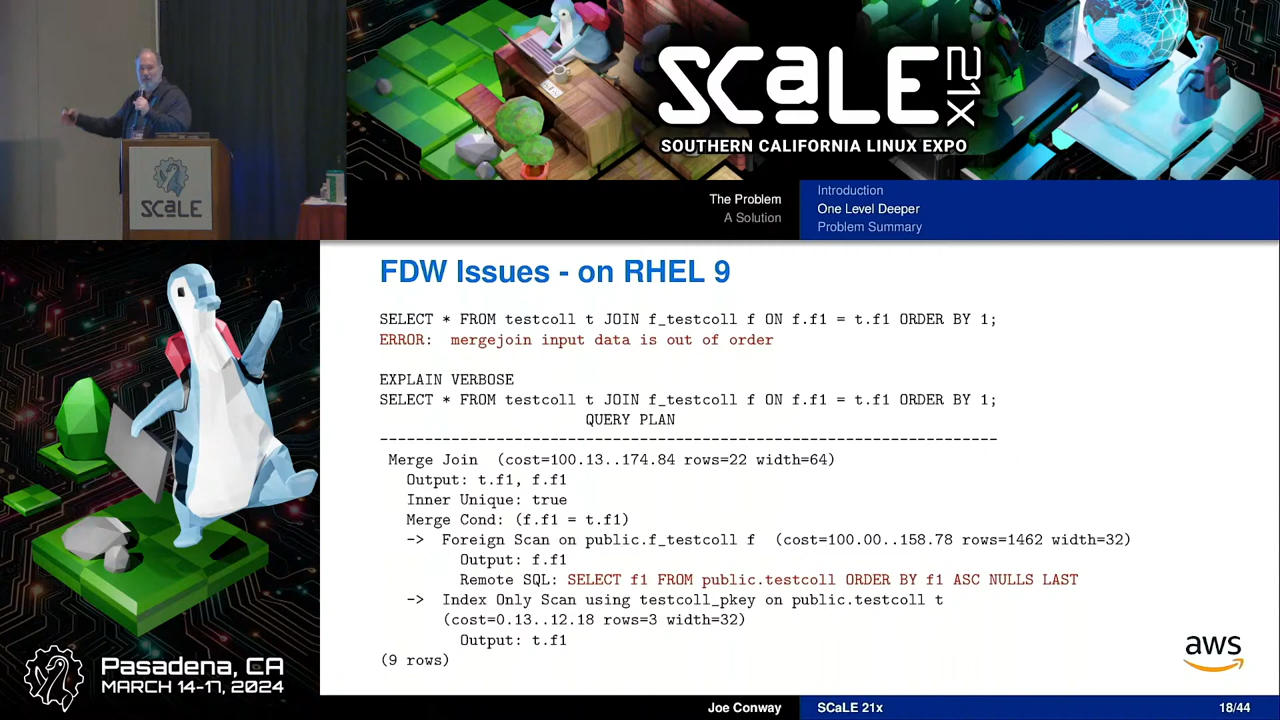 SCaLE
SCALE 21X
SOUTHERN CALIFORNIA LINUX EXPO
The Problem
A Solution
Introduction
One Level Deeper
Problem Summary
FDW Issues - on RHEL 9
SELECT * FROM testcoll t JOIN f_testcoll f ON f.f1 = t.f1 ORDER BY 1;
ERROR:  mergejoin input data is out of order
EXPLAIN VERBOSE
SELECT * FROM testcoll t JOIN f_testcoll f ON f.f1 = t.f1 ORDER BY 1;
QUERY PLAN
---------------------------------------------------------------------
Merge Join  (cost=100.13..174.84 rows=22 width=64)
Output: t.f1, f.f1
Inner Unique: true
Merge Cond: (f.f1 = t.f1)
->  Foreign Scan on public.f_testcoll f  (cost=100.00..158.78 rows=1462 width=32)
Output: f.f1
Remote SQL: SELECT f1 FROM public.testcoll ORDER BY f1 ASC NULLS LAST
->  Index Only Scan using testcoll_pkey on public.testcoll t
(cost=0.13..12.18 rows=3 width=32)
Output: t.f1
(9 rows)
aws
Pasadena, CA
MARCH 14-17, 2024
Joe Conway
SCaLE 21x
18/44